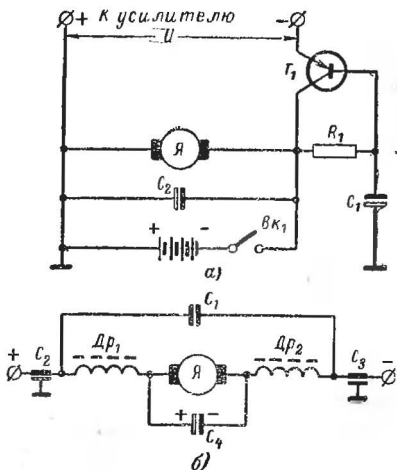 + К усилителю -
U
T₁
Я
R₁
C₂
C₁
+ - Вк₁
а)
C₁
+ C₂ Др₁ Я Др₂ C₃ -
+ -
C₄
б)